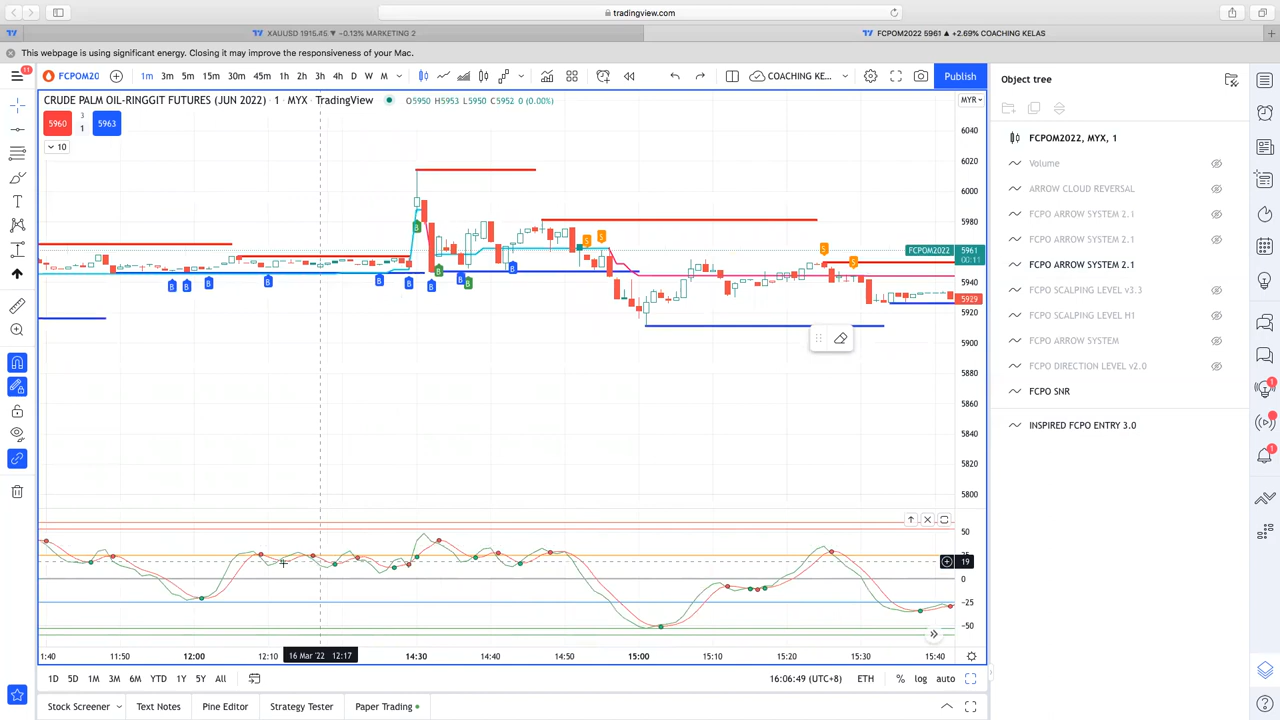 tradingview.com
XAUUSD 1915.45 ▼ -0.13% MARKETING 2
FCPOM2022 5961 ▲ +2.69% COACHING KELAS
This webpage is using significant energy. Closing it may improve the responsiveness of your Mac.
11
FCPOM20
1m 3m 5m 15m 30m 45m 1h 2h 3h 4h D W M
COACHING KE...
Publish
Object tree
CRUDE PALM OIL-RINGGIT FUTURES (JUN 2022) · 1 · MYX · TradingView
O5950 H5953 L5950 C5952 0 (0.00%)
MYR
5960
3
1
5963
10
6040
6020
6000
5980
FCPOM2022 5961
00:11
5940
5929
5920
5900
5880
5860
5840
5820
5800
B B B B B B B B B B B B
S S S S
FCPOM2022, MYX, 1
Volume
ARROW CLOUD REVERSAL
FCPO ARROW SYSTEM 2.1
FCPO ARROW SYSTEM 2.1
FCPO ARROW SYSTEM 2.1
FCPO SCALPING LEVEL v3.3
FCPO SCALPING LEVEL H1
FCPO ARROW SYSTEM
FCPO DIRECTION LEVEL v2.0
FCPO SNR
INSPIRED FCPO ENTRY 3.0
1
1
50
25
19
0
−25
−50
1:40 11:50 12:00 12:10 16 Mar '22 12:17 14:30 14:40 14:50 15:00 15:10 15:20 15:30 15:40
1D 5D 1M 3M 6M YTD 1Y 5Y All
16:06:49 (UTC+8) ETH % log auto
Stock Screener Text Notes Pine Editor Strategy Tester Paper Trading